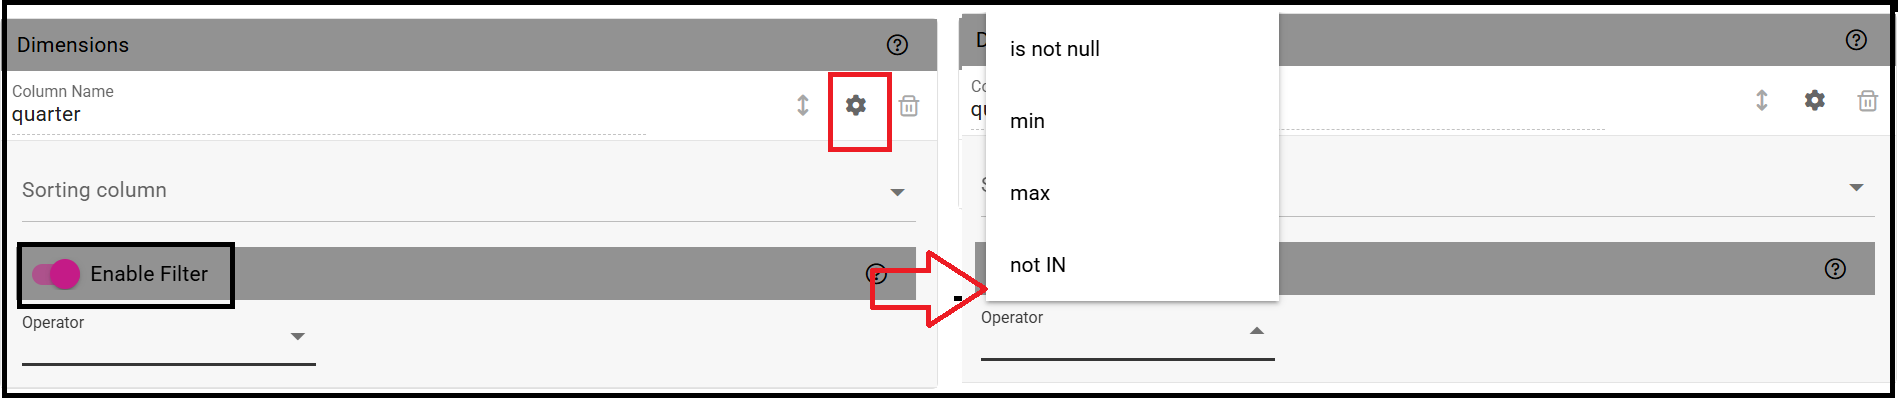 Dimensions
Column Name
quarter
Sorting column
Enable Filter
Operator
D
Co
qu
S
is not null
min
max
not IN
Operator